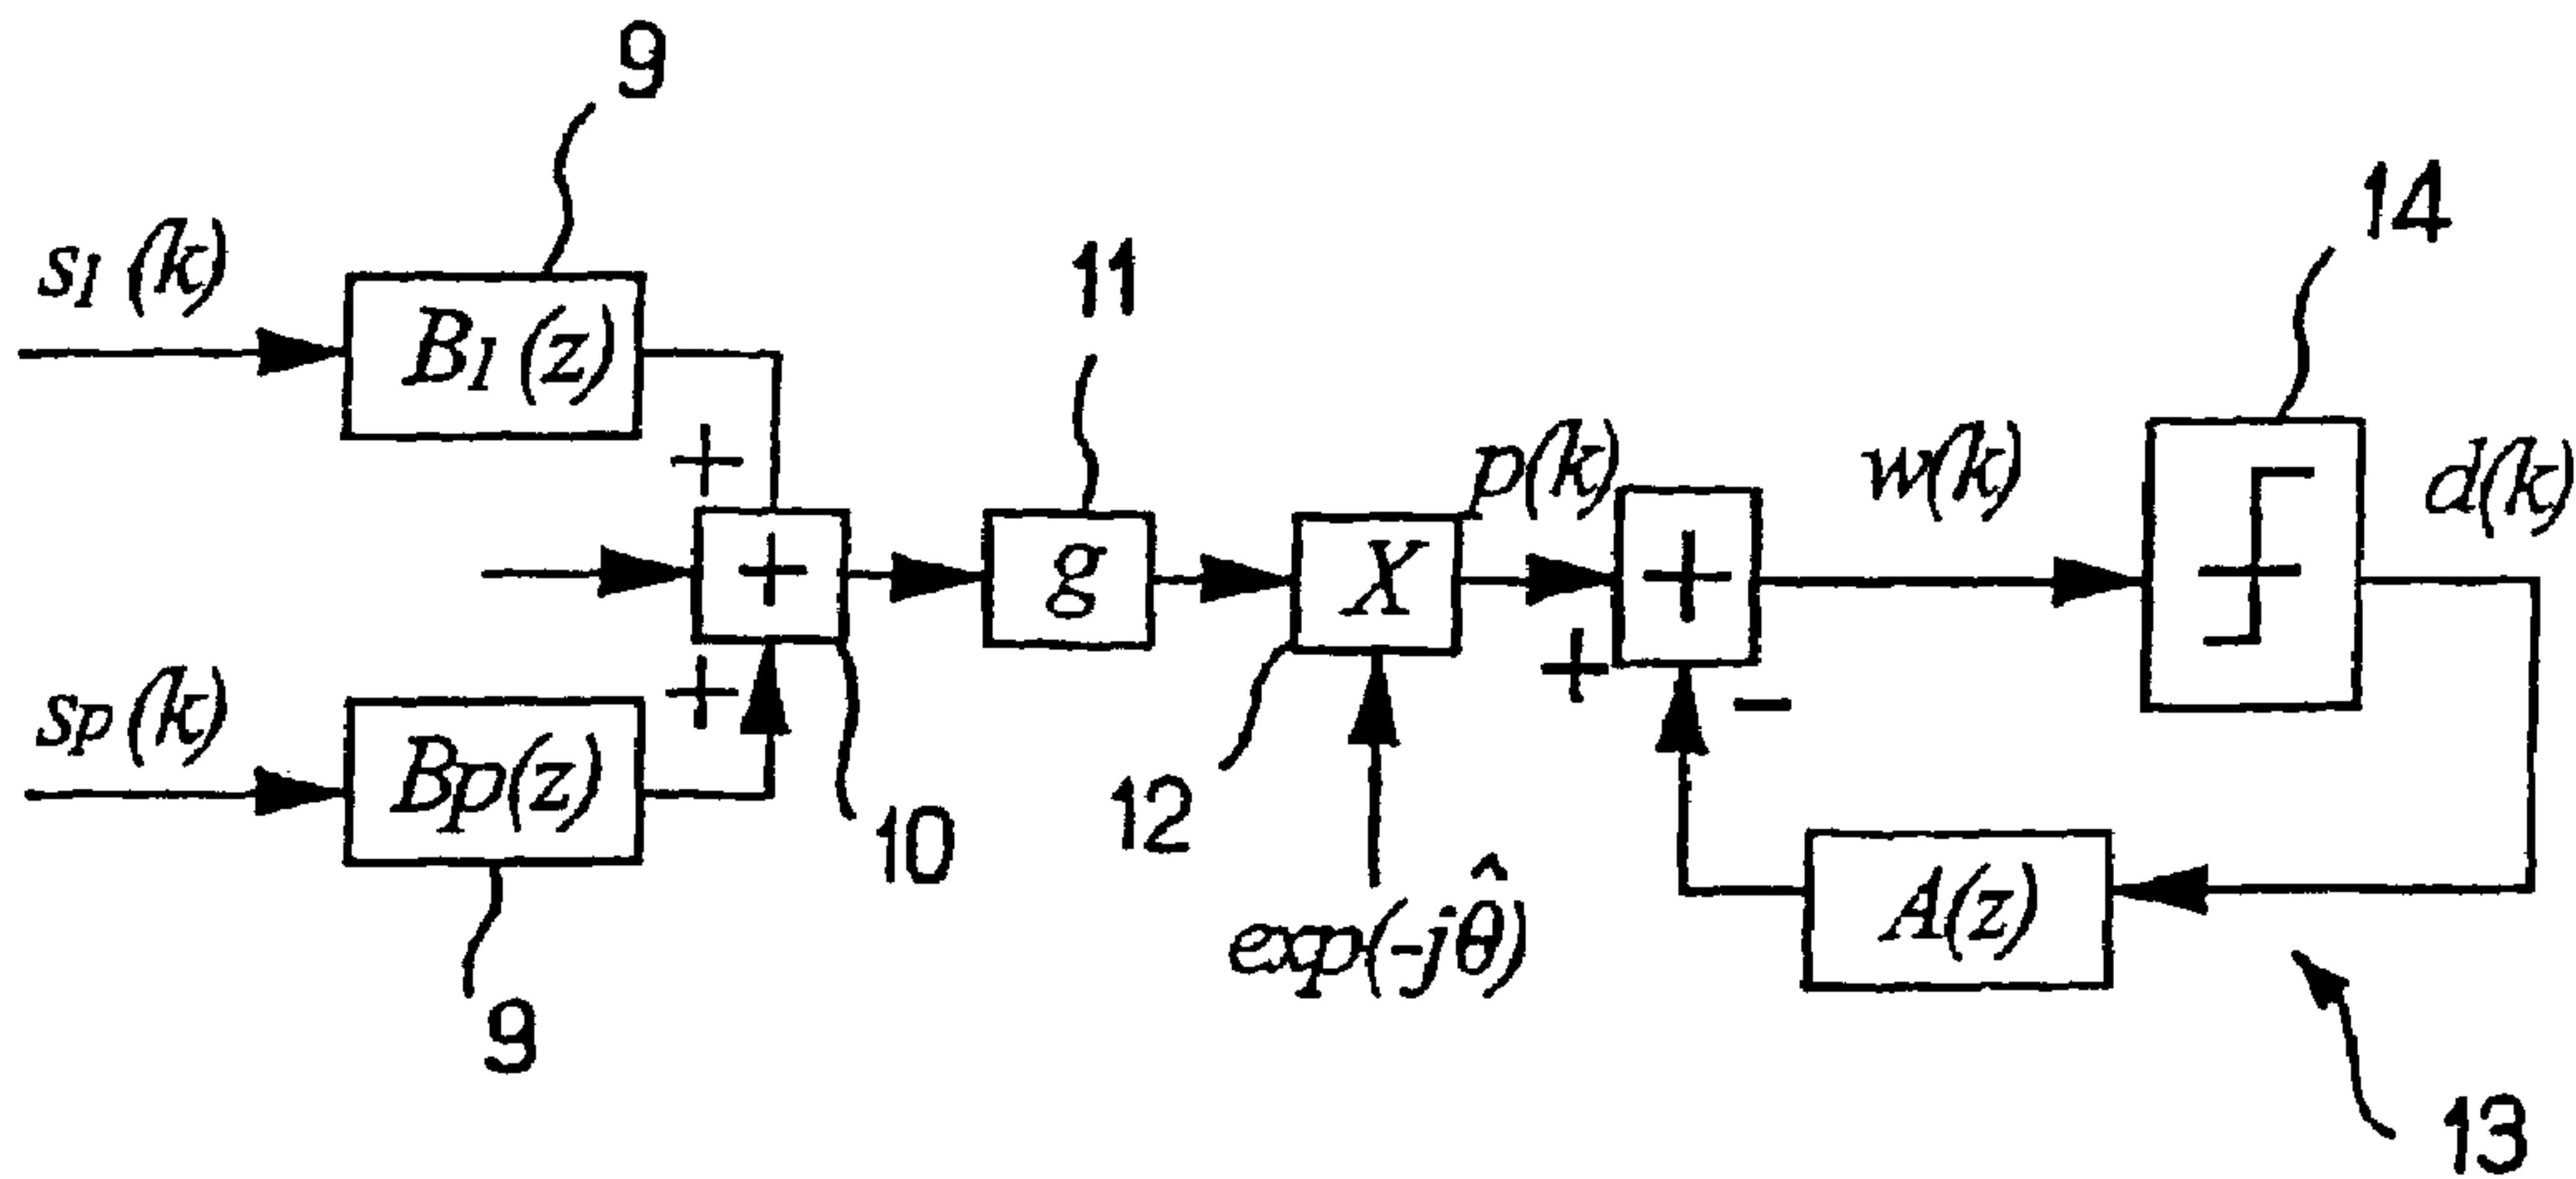 9
s1 (k)
B1 (z)
+
+
sP (k)
BP (z)
+
9
10
11
g
12
X
exp(-jθ̂)
p(k)
+
+
-
w(k)
14
d(k)
A(z)
13